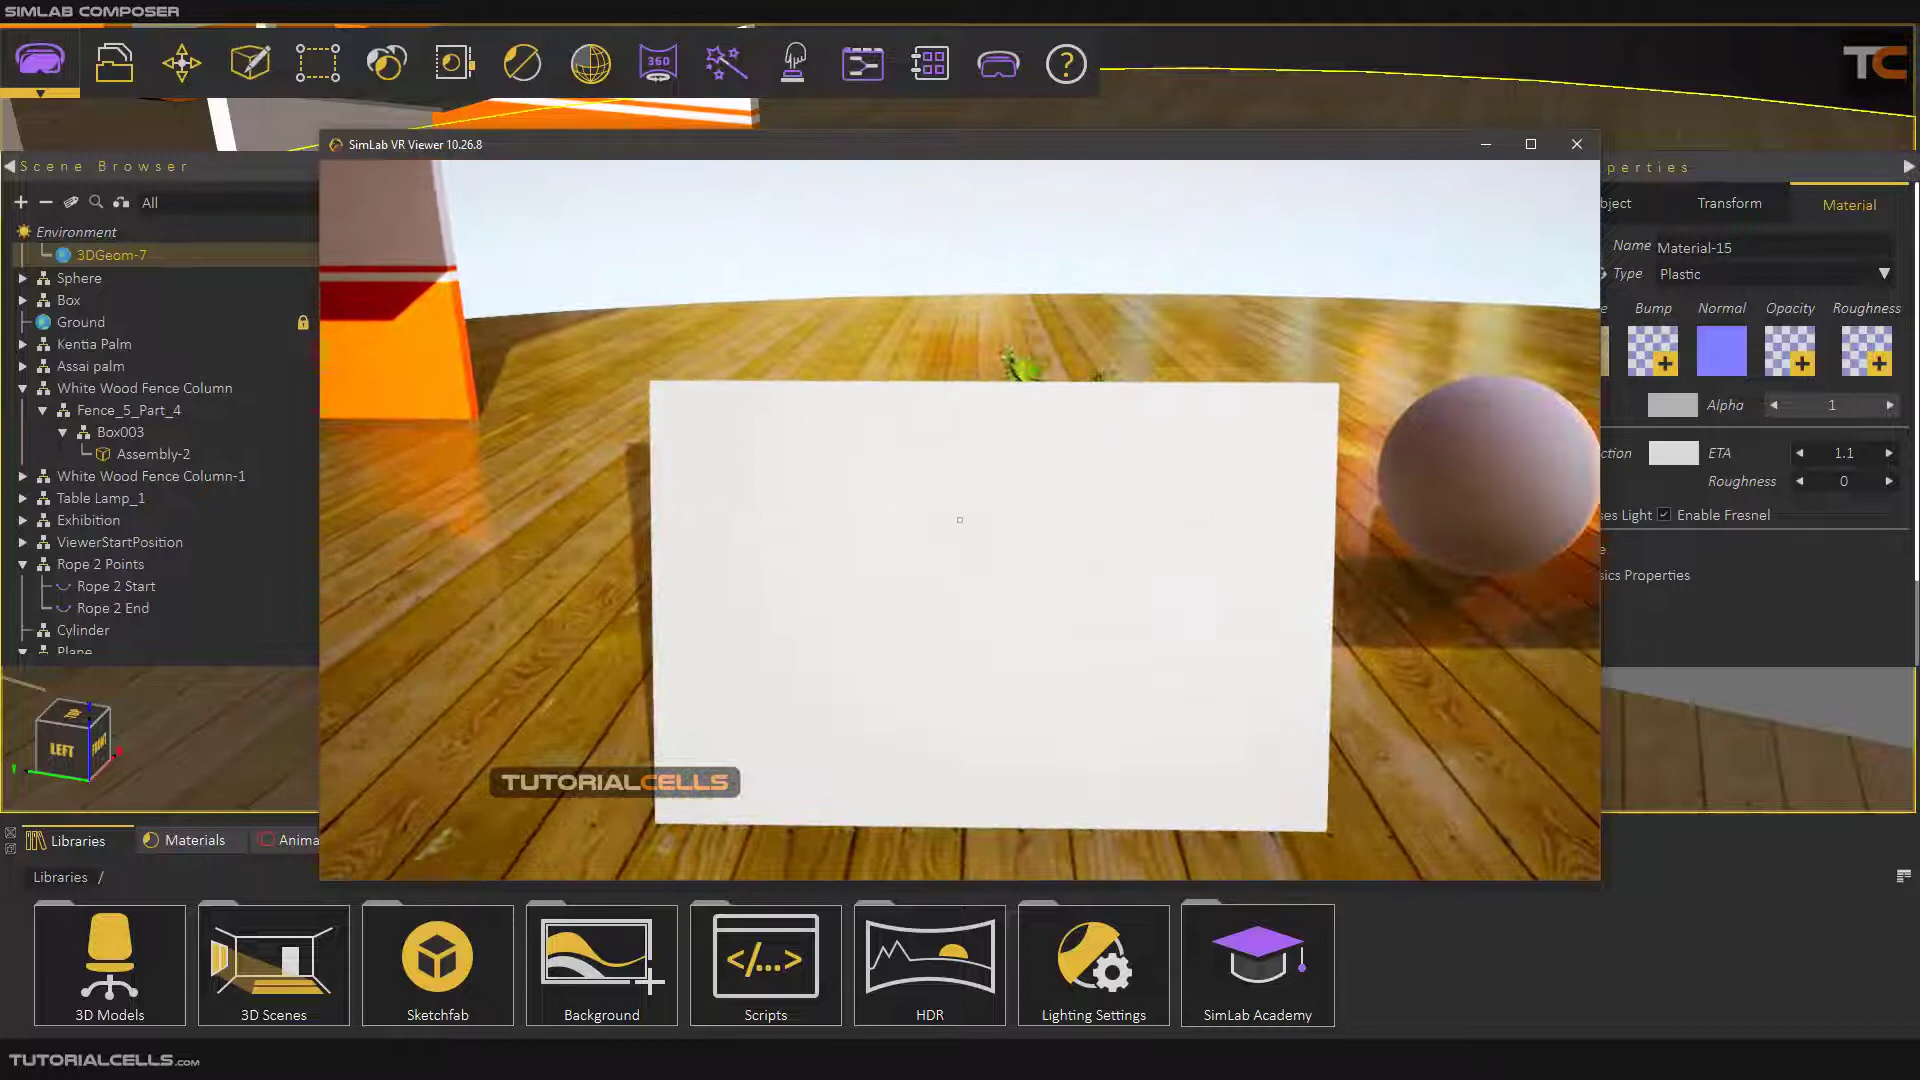 SIMLAB COMPOSER
360
TC
SimLab VR Viewer 10.26.8
Scene Browser
perties
All
bject
Transform
Material
Environment
3DGeom-7
Sphere
Box
Ground
Kentia Palm
Assai palm
White Wood Fence Column
Fence_5_Part_4
Box003
Assembly-2
White Wood Fence Column-1
Table Lamp_1
Exhibition
ViewerStartPosition
Rope 2 Points
Rope 2 Start
Rope 2 End
Cylinder
Plane
Name Material-15
Type Plastic
e Bump Normal Opacity Roughness
Alpha 1
ction ETA 1.1
Roughness 0
ses Light Enable Fresnel
e
sics Properties
LEFT
TUTORIALCELLS
Libraries
Materials
Anima
Libraries /
3D Models
3D Scenes
Sketchfab
Background
</...>
Scripts
HDR
Lighting Settings
SimLab Academy
TUTORIALCELLS.com